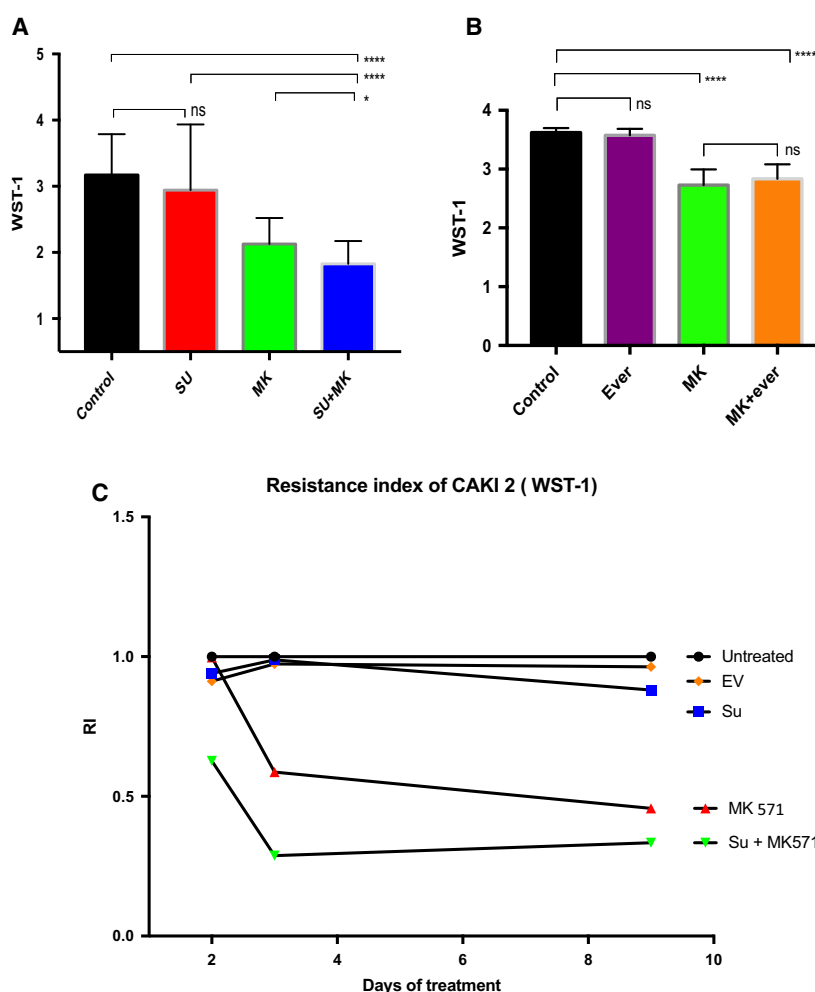 A
****
****
*
ns
5
4
3
2
1
WST-1
Control
SU
MK
SU+MK
B
****
****
ns
ns
4
3
2
1
0
WST-1
Control
Ever
MK
MK+ever
C
Resistance index of CAKI 2 ( WST-1)
1.5
1.0
0.5
0.0
RI
2
4
6
8
10
Days of treatment
Untreated
EV
Su
MK 571
Su + MK571